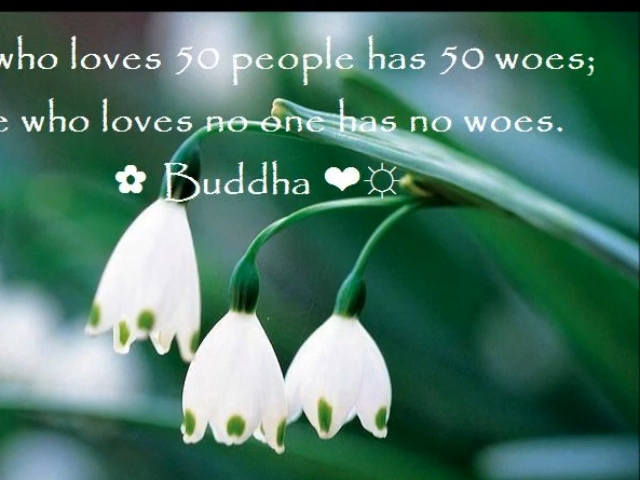 who loves 50 people has 50 woes;
e who loves no one has no woes.
✿ Buddha ❤☼